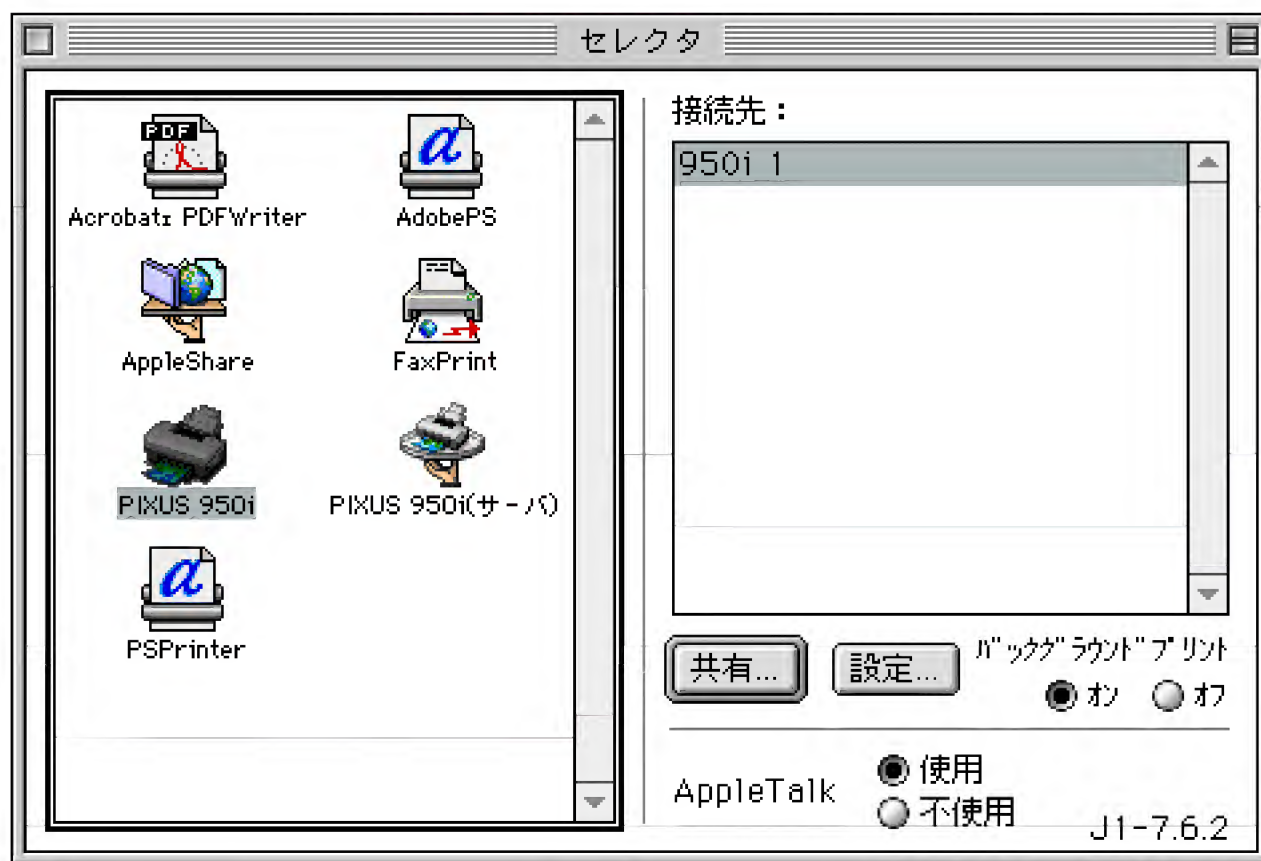 セレクタ
Acrobatɪ PDFWriter
AdobePS
AppleShare
FaxPrint
PIXUS 950i
PIXUS 950i(サーバ)
PSPrinter
接続先：
950i 1
共有...
設定...
ﾊﾞｯｸｸﾞﾗｳﾝﾄﾞﾌﾟﾘﾝﾄ
ｵﾝ
ｵﾌ
AppleTalk
使用
不使用
J1-7.6.2
PDF
a
a